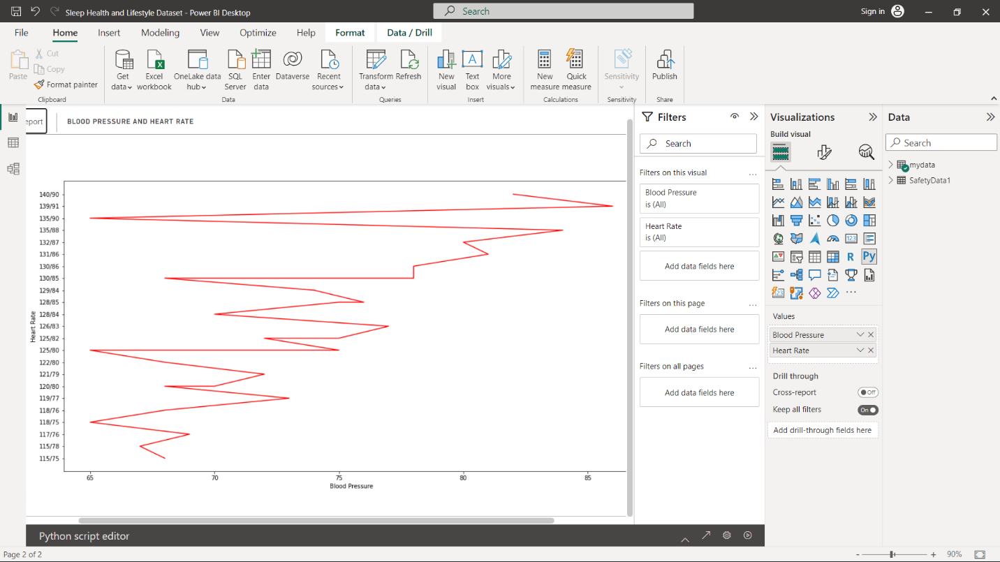 Sleep Health and Lifestyle Dataset - Power BI Desktop
Search
Sign in
File Home Insert Modeling View Optimize Help Format Data / Drill
Paste
Cut
Copy
Format painter
Clipboard
Get data
Excel workbook
OneLake data hub
SQL Server
Enter data
Dataverse
Recent sources
Data
Transform data
Refresh
Queries
New visual
Text box
More visuals
Insert
New measure
Quick measure
Calculations
Sensitivity
Sensitivity
Publish
Share
eport
BLOOD PRESSURE AND HEART RATE
140/90
139/91
135/90
135/88
132/87
131/86
130/86
130/85
129/84
128/85
128/84
126/83
125/82
125/80
122/80
121/79
120/80
119/77
118/76
118/75
117/76
115/78
115/75
Heart Rate
65 70 75 80 85
Blood Pressure
Python script editor
Filters
Search
Filters on this visual ...
Blood Pressure
is (All)
Heart Rate
is (All)
Add data fields here
Filters on this page ...
Add data fields here
Filters on all pages ...
Add data fields here
Visualizations
Build visual
123
R
Py
123
...
Values
Blood Pressure
Heart Rate
Drill through
Cross-report Off
Keep all filters On
Add drill-through fields here
Data
Search
mydata
SafetyData1
Page 2 of 2
- + 90%